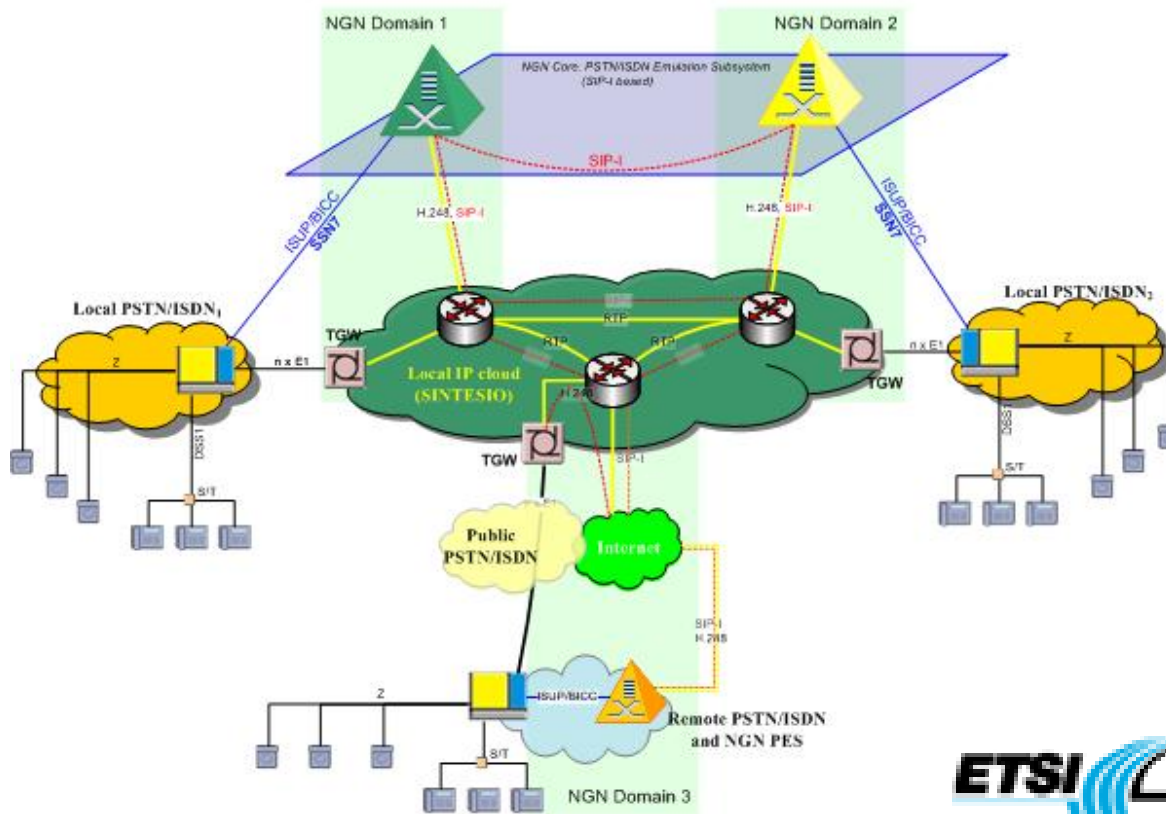 NGN Domain 1
NGN Domain 2
NGN Core. PSTN/ISDN Emulation Subsystem
(SIP-I based)
SIP-I
ISUP/BICC
SSN7
H.248, SIP-I
H.248, SIP-I
ISUP/BICC
SSN7
Local PSTN/ISDN1
Local PSTN/ISDN2
TGW
RTP
RTP
RTP
Z
n x E1
n x E1
Z
Local IP cloud
(SINTESIO)
TGW
H.248
DSS1
DSS1
TGW
SIP-I
S/T
S/T
Public
PSTN/ISDN
Internet
SIP-I
H.248
Z
ISUP/BICC
Remote PSTN/ISDN
and NGN PES
S/T
NGN Domain 3
ETSI